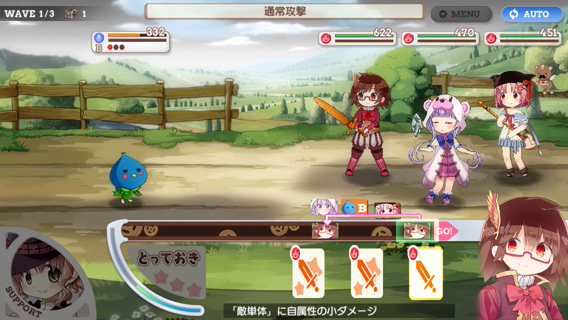 WAVE 1/3 1
通常攻撃
MENU
AUTO
332
B
622
470
451
B
GO!
とっておき
SUPPORT
「敵単体」に自属性の小ダメージ